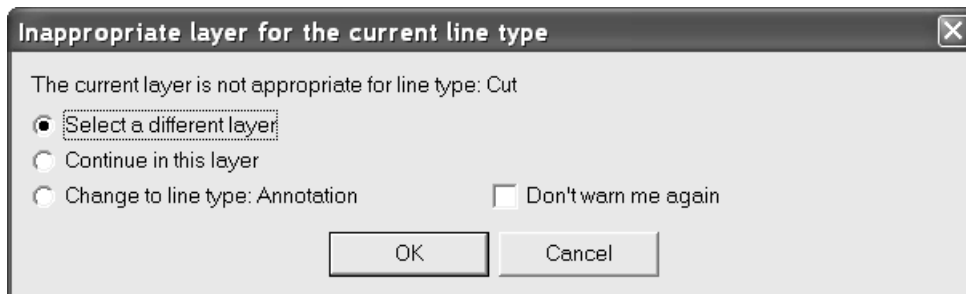 Inappropriate layer for the current line type
The current layer is not appropriate for line type: Cut
Select a different layer
Continue in this layer
Change to line type: Annotation Don't warn me again
OK Cancel